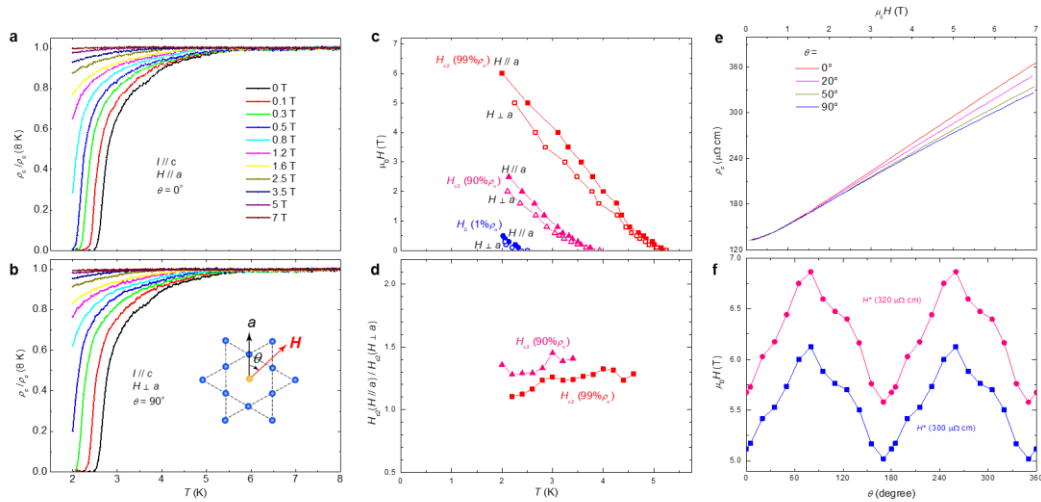 a
ρc /ρc (8 K)
1.0
0.8
0.6
0.4
0.2
0.0
I // c
H // a
θ = 0°
0 T
0.1 T
0.3 T
0.5 T
0.8 T
1.2 T
1.6 T
2.5 T
3.5 T
5 T
7 T
b
ρc /ρc (8 K)
1.0
0.8
0.6
0.4
0.2
0.0
I // c
H ⊥ a
θ = 90°
a
θ
H
2 3 4 5 6 7 8
T (K)
c
μ0H (T)
7
6
5
4
3
2
1
0
Hc2 (99%ρn)
H // a
H ⊥ a
Hc2 (90%ρn)
H // a
H ⊥ a
(1%ρn)
H // a
H ⊥ a
d
Hc2(H // a) / Hc2(H ⊥ a)
2.1
1.7
1.3
0.9
0.5
Hc2 (90%ρn)
Hc2 (99%ρn)
0 1 2 3 4 5
T (K)
μ0H (T)
0 1 2 3 4 5 6 7
e
ρc (μΩ cm)
360
300
240
180
120
θ =
0°
20°
50°
90°
f
μ0H (T)
7.0
6.5
6.0
5.5
5.0
H* (320 μΩ cm)
H* (300 μΩ cm)
0 60 120 180 240 300 360
θ (degree)